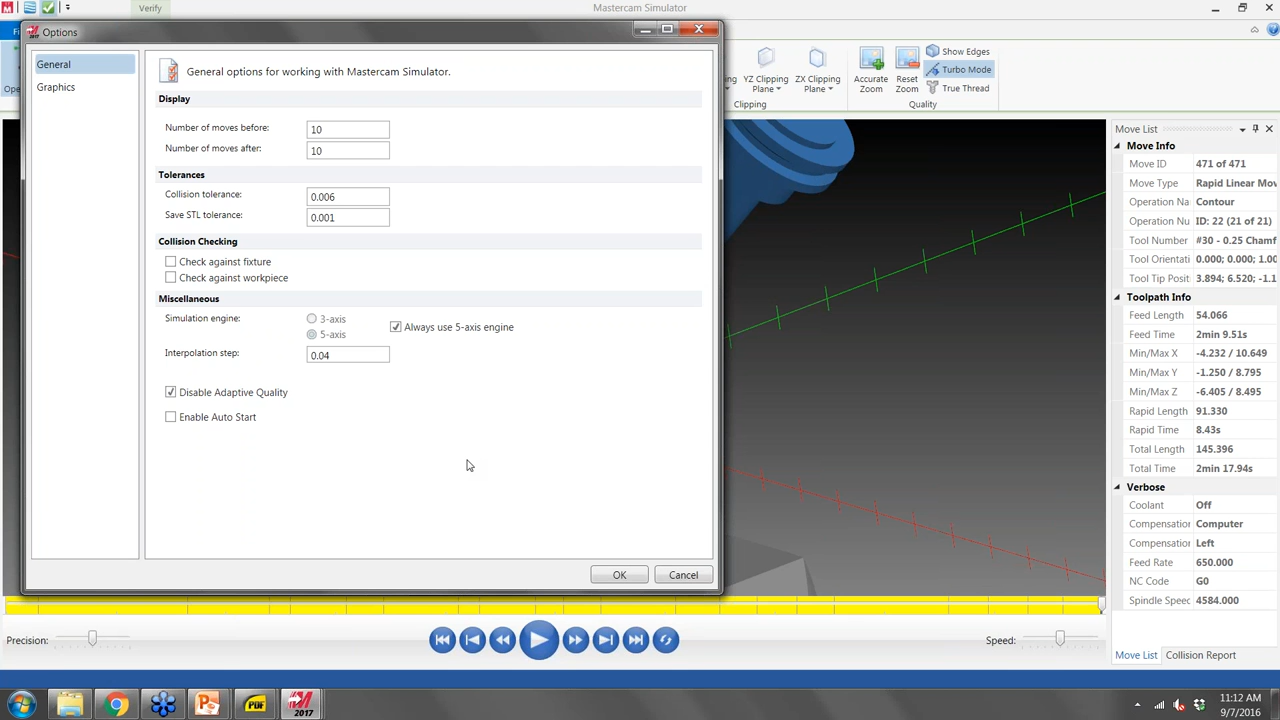 Verify
Mastercam Simulator
Options
General
Graphics
General options for working with Mastercam Simulator.
Display
Number of moves before: 10
Number of moves after: 10
Tolerances
Collision tolerance: 0.006
Save STL tolerance: 0.001
Collision Checking
Check against fixture
Check against workpiece
Miscellaneous
Simulation engine:
3-axis
5-axis
Always use 5-axis engine
Interpolation step: 0.04
Disable Adaptive Quality
Enable Auto Start
OK Cancel
YZ Clipping Plane
ZX Clipping Plane
Clipping
Accurate Zoom
Reset Zoom
Show Edges
Turbo Mode
True Thread
Quality
Move List
Move Info
Move ID 471 of 471
Move Type Rapid Linear Mov
Operation Na Contour
Operation Nu ID: 22 (21 of 21)
Tool Number #30 - 0.25 Chamf
Tool Orientati 0.000; 0.000; 1.00
Tool Tip Posit 3.894; 6.520; -1.1
Toolpath Info
Feed Length 54.066
Feed Time 2min 9.51s
Min/Max X -4.232 / 10.649
Min/Max Y -1.250 / 8.795
Min/Max Z -6.405 / 8.495
Rapid Length 91.330
Rapid Time 8.43s
Total Length 145.396
Total Time 2min 17.94s
Verbose
Coolant Off
Compensation Computer
Compensation Left
Feed Rate 650.000
NC Code G0
Spindle Speed 4584.000
Precision:
Speed:
Move List Collision Report
PDF
2017
11:12 AM
9/7/2016